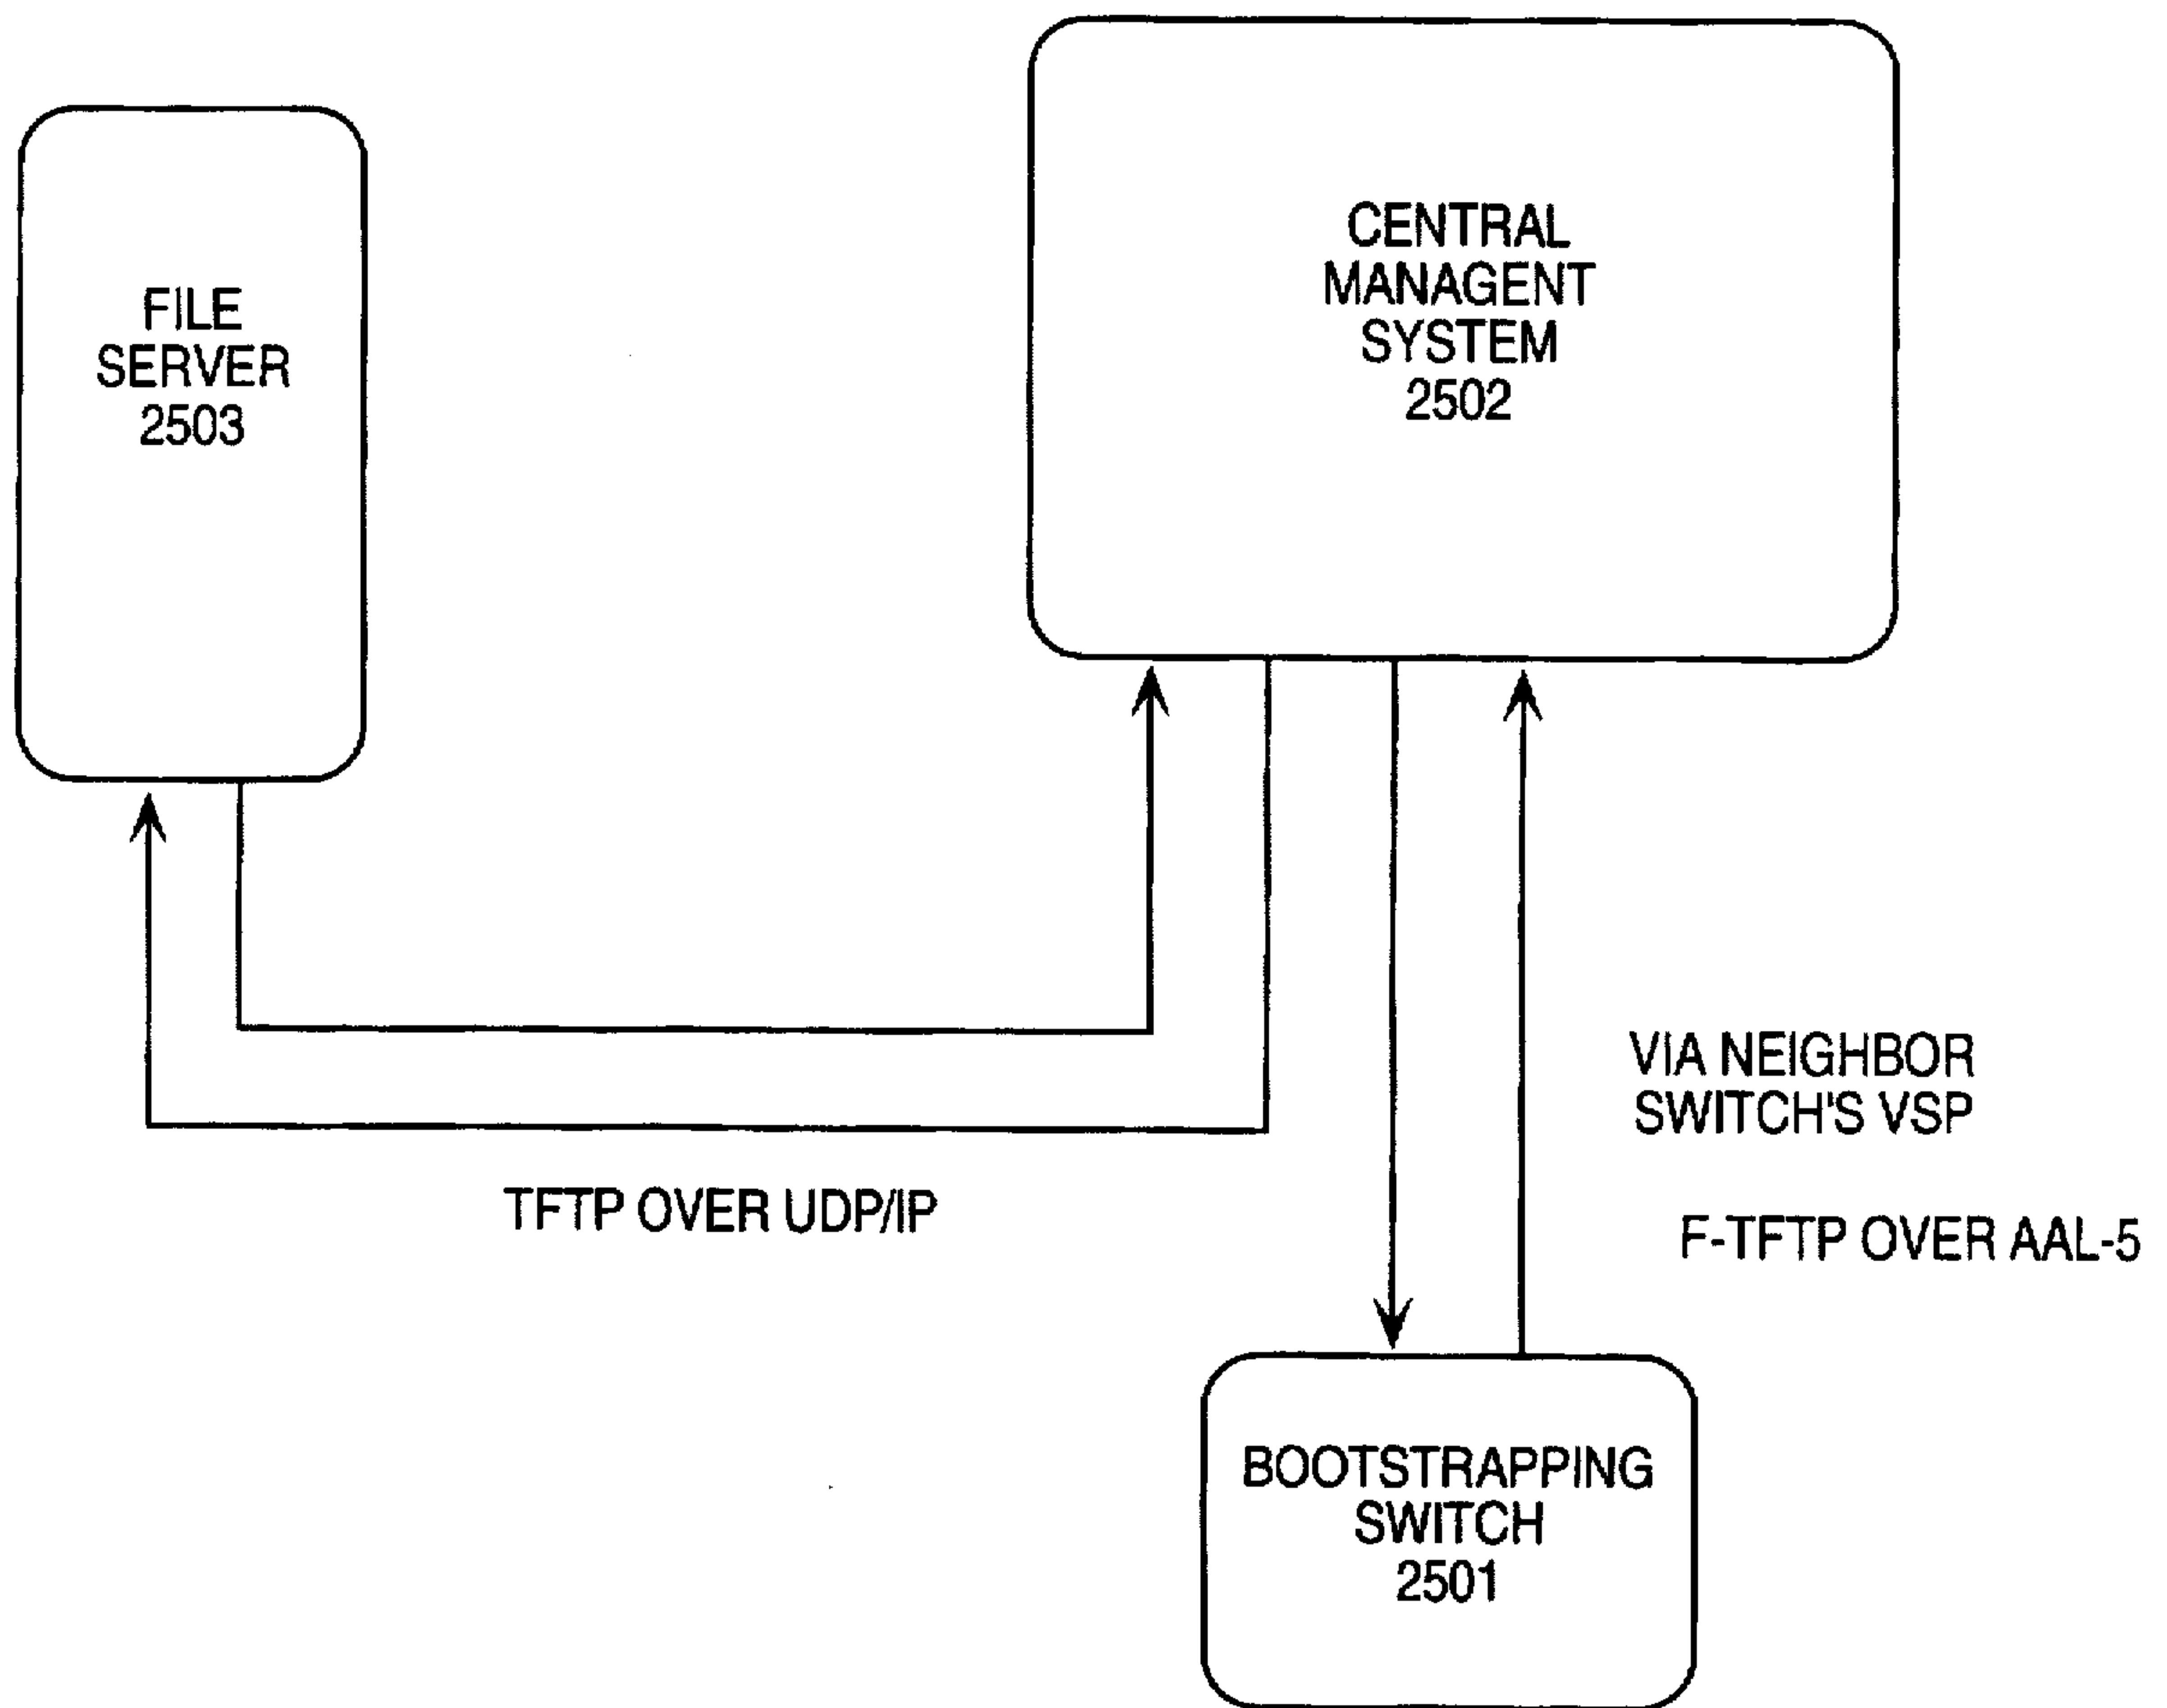 FILE
SERVER
2503
CENTRAL
MANAGENT
SYSTEM
2502
VIA NEIGHBOR
SWITCH'S VSP
TFTP OVER UDP/IP
F-TFTP OVER AAL-5
BOOTSTRAPPING
SWITCH
2501